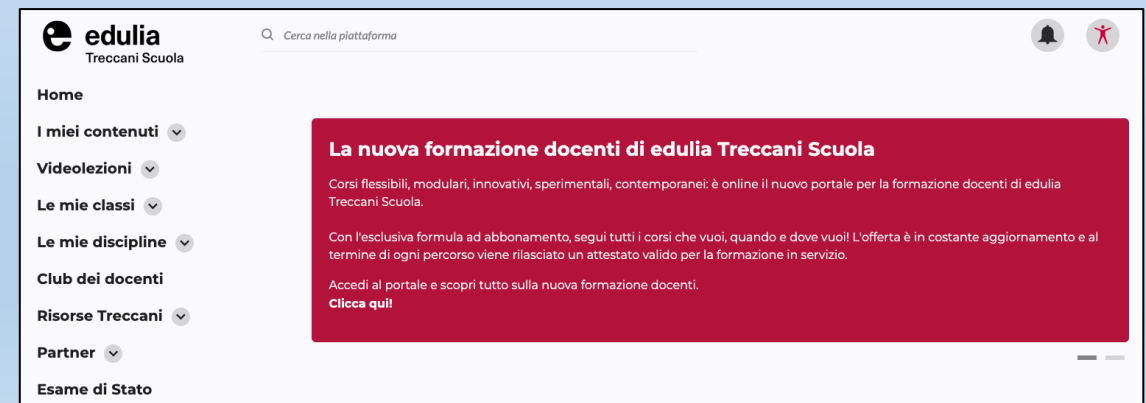 edulia
Treccani Scuola
Cerca nella piattaforma
Home
I miei contenuti
Videolezioni
Le mie classi
Le mie discipline
Club dei docenti
Risorse Treccani
Partner
Esame di Stato
La nuova formazione docenti di edulia Treccani Scuola
Corsi flessibili, modulari, innovativi, sperimentali, contemporanei: è online il nuovo portale per la formazione docenti di edulia
Treccani Scuola.
Con l'esclusiva formula ad abbonamento, segui tutti i corsi che vuoi, quando e dove vuoi! L'offerta è in costante aggiornamento e al
termine di ogni percorso viene rilasciato un attestato valido per la formazione in servizio.
Accedi al portale e scopri tutto sulla nuova formazione docenti.
Clicca qui!